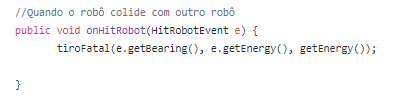 //Quando o robô colide com outro robô
public void onHitRobot(HitRobotEvent e) {
tiroFatal(e.getBearing(), e.getEnergy(), getEnergy());
}